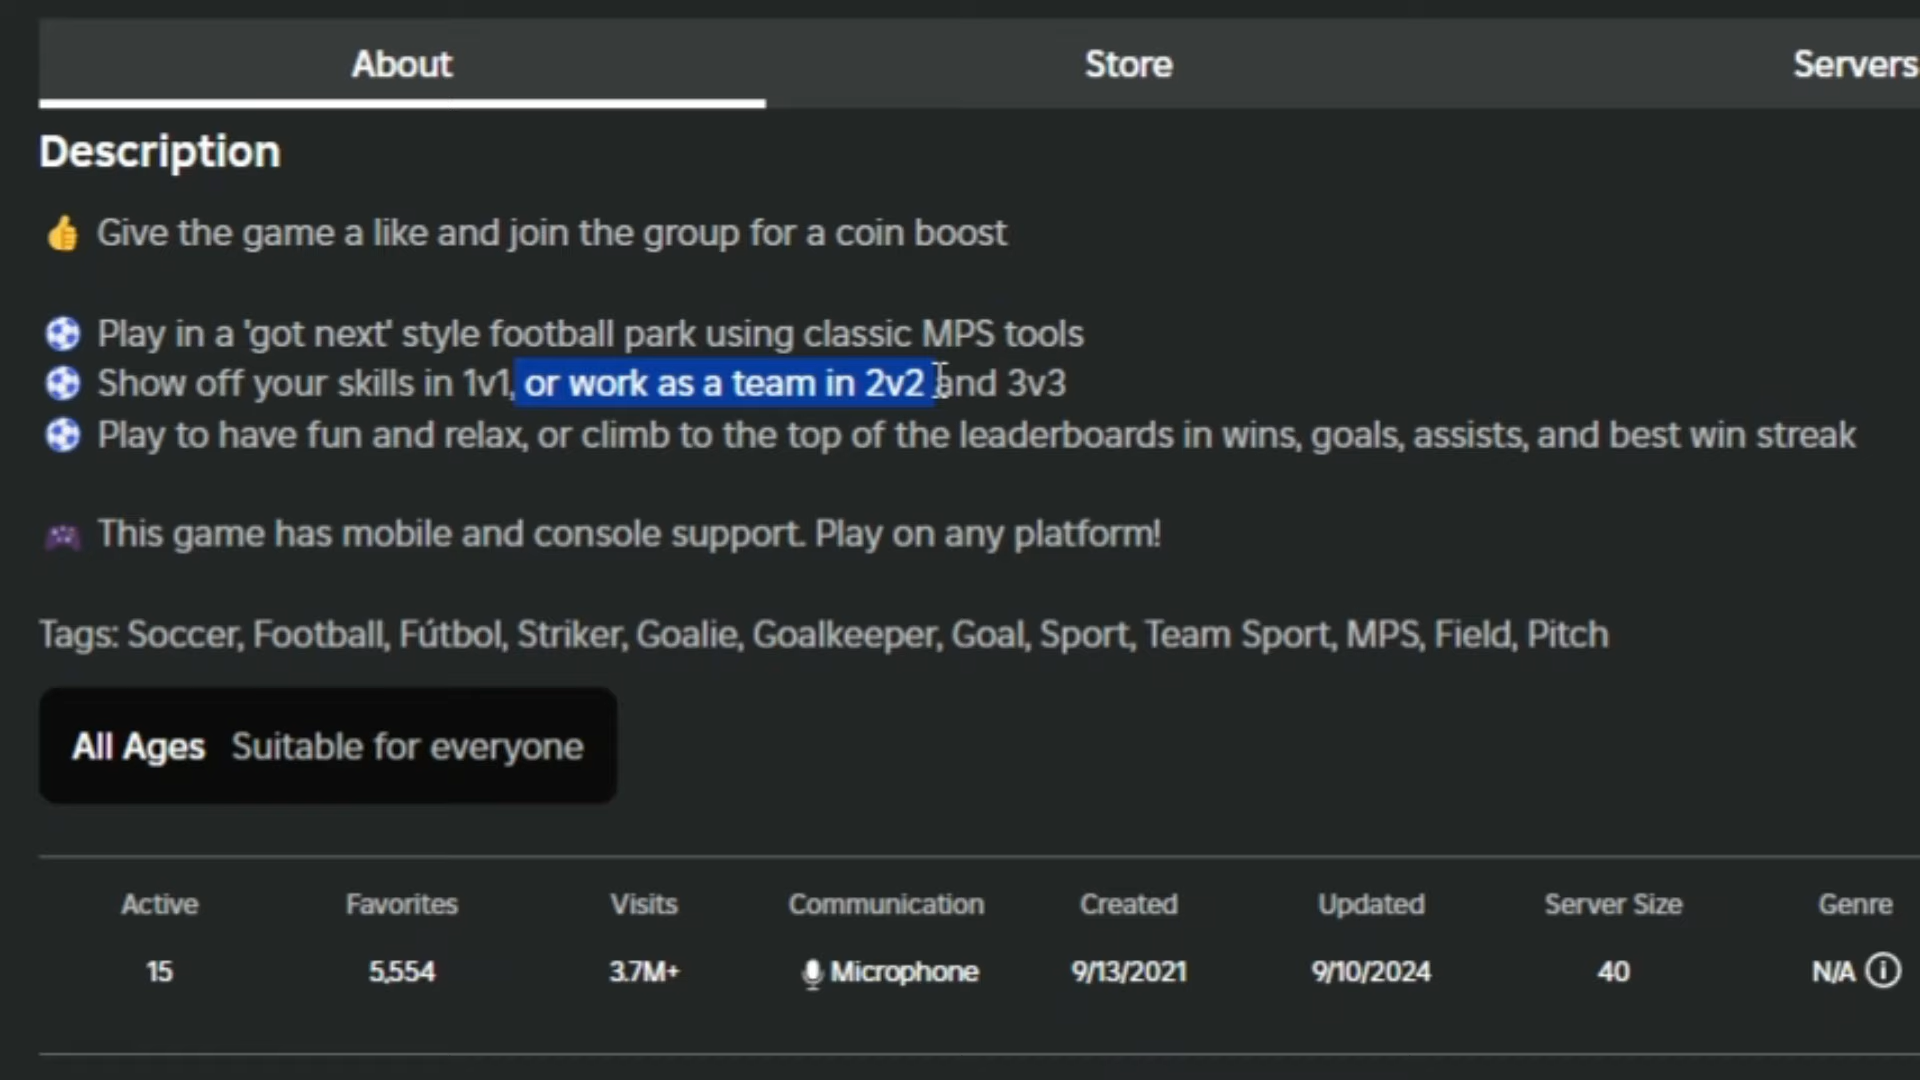 About Store Servers
Description
👍 Give the game a like and join the group for a coin boost
⚽ Play in a 'got next' style football park using classic MPS tools
⚽ Show off your skills in 1v1, or work as a team in 2v2 and 3v3
⚽ Play to have fun and relax, or climb to the top of the leaderboards in wins, goals, assists, and best win streak
🎮 This game has mobile and console support. Play on any platform!
Tags: Soccer, Football, Fútbol, Striker, Goalie, Goalkeeper, Goal, Sport, Team Sport, MPS, Field, Pitch
All Ages Suitable for everyone
Active Favorites Visits Communication Created Updated Server Size Genre
15 5,554 3.7M+ Microphone 9/13/2021 9/10/2024 40 N/A